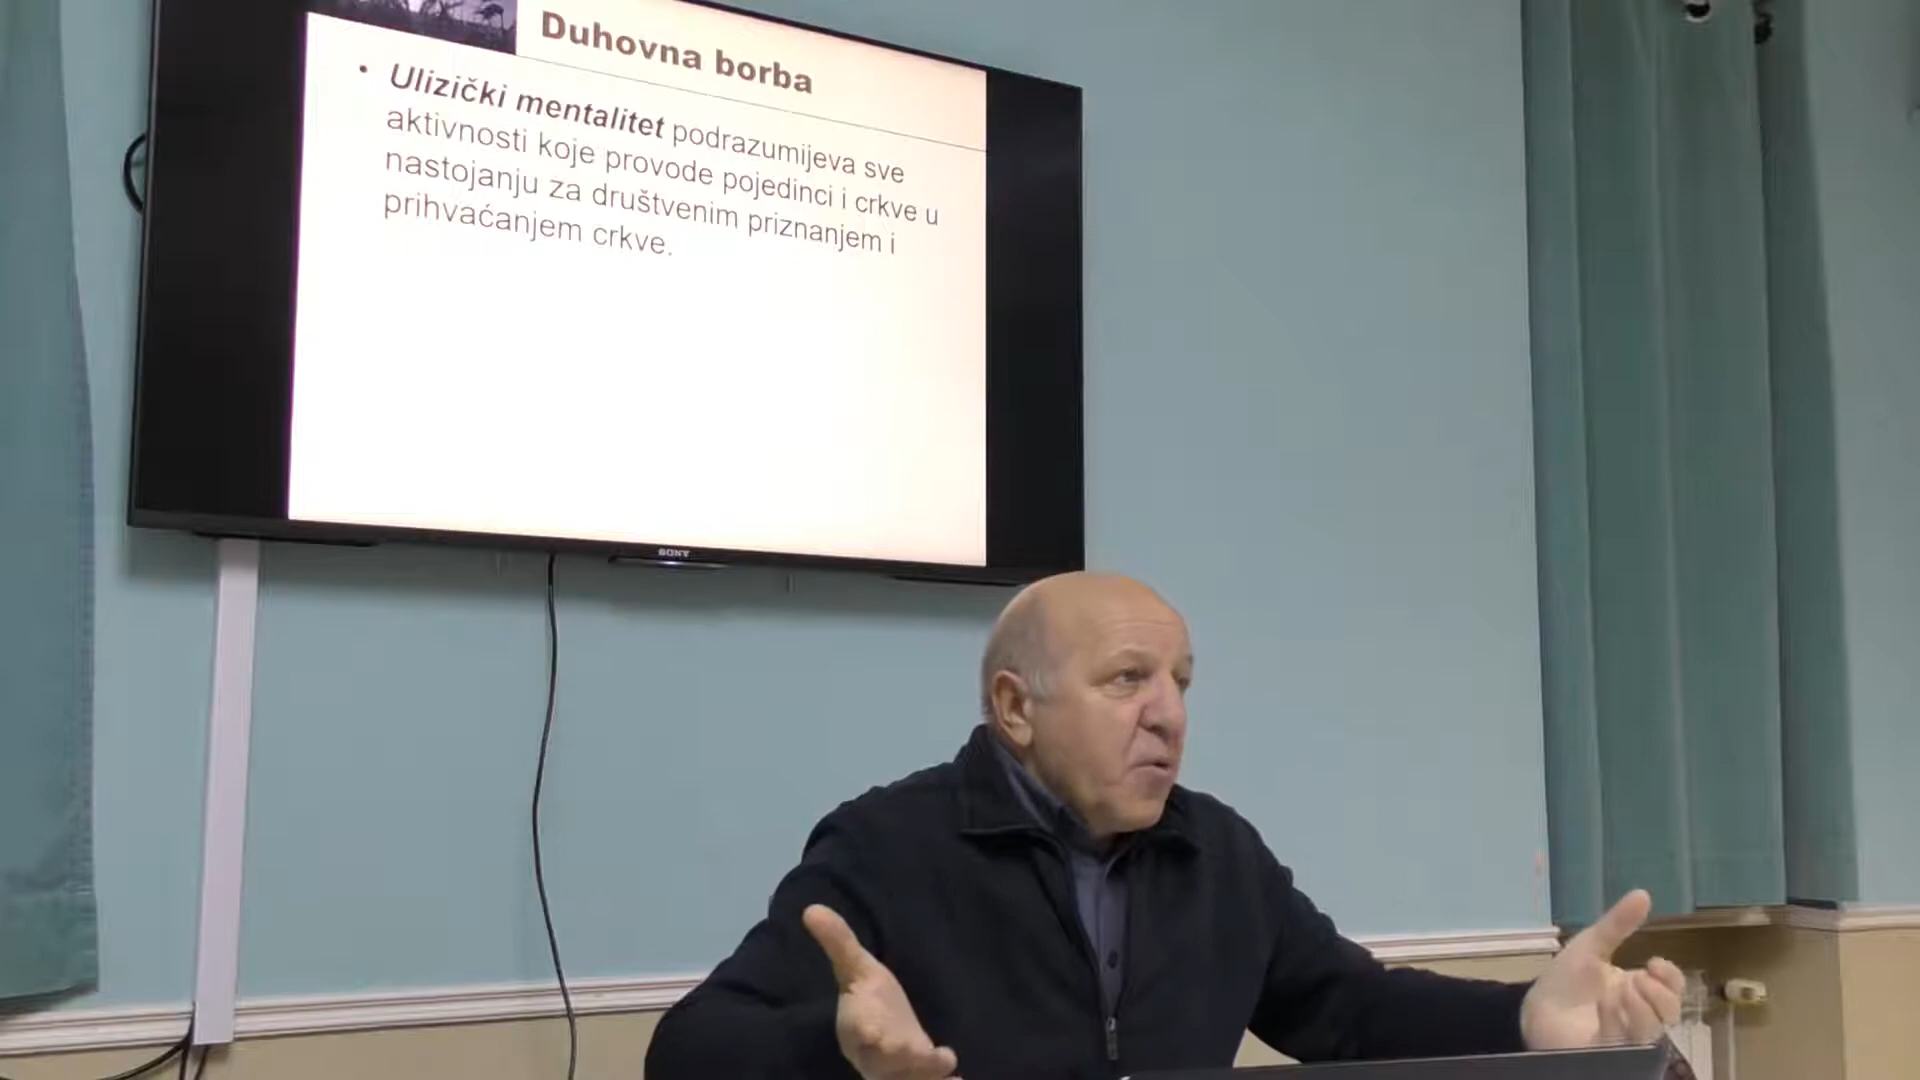 Duhovna borba
• Ulizički mentalitet podrazumijeva sve
aktivnosti koje provode pojedinci i crkve u
nastojanju za društvenim priznanjem i
prihvaćanjem crkve.
SONY